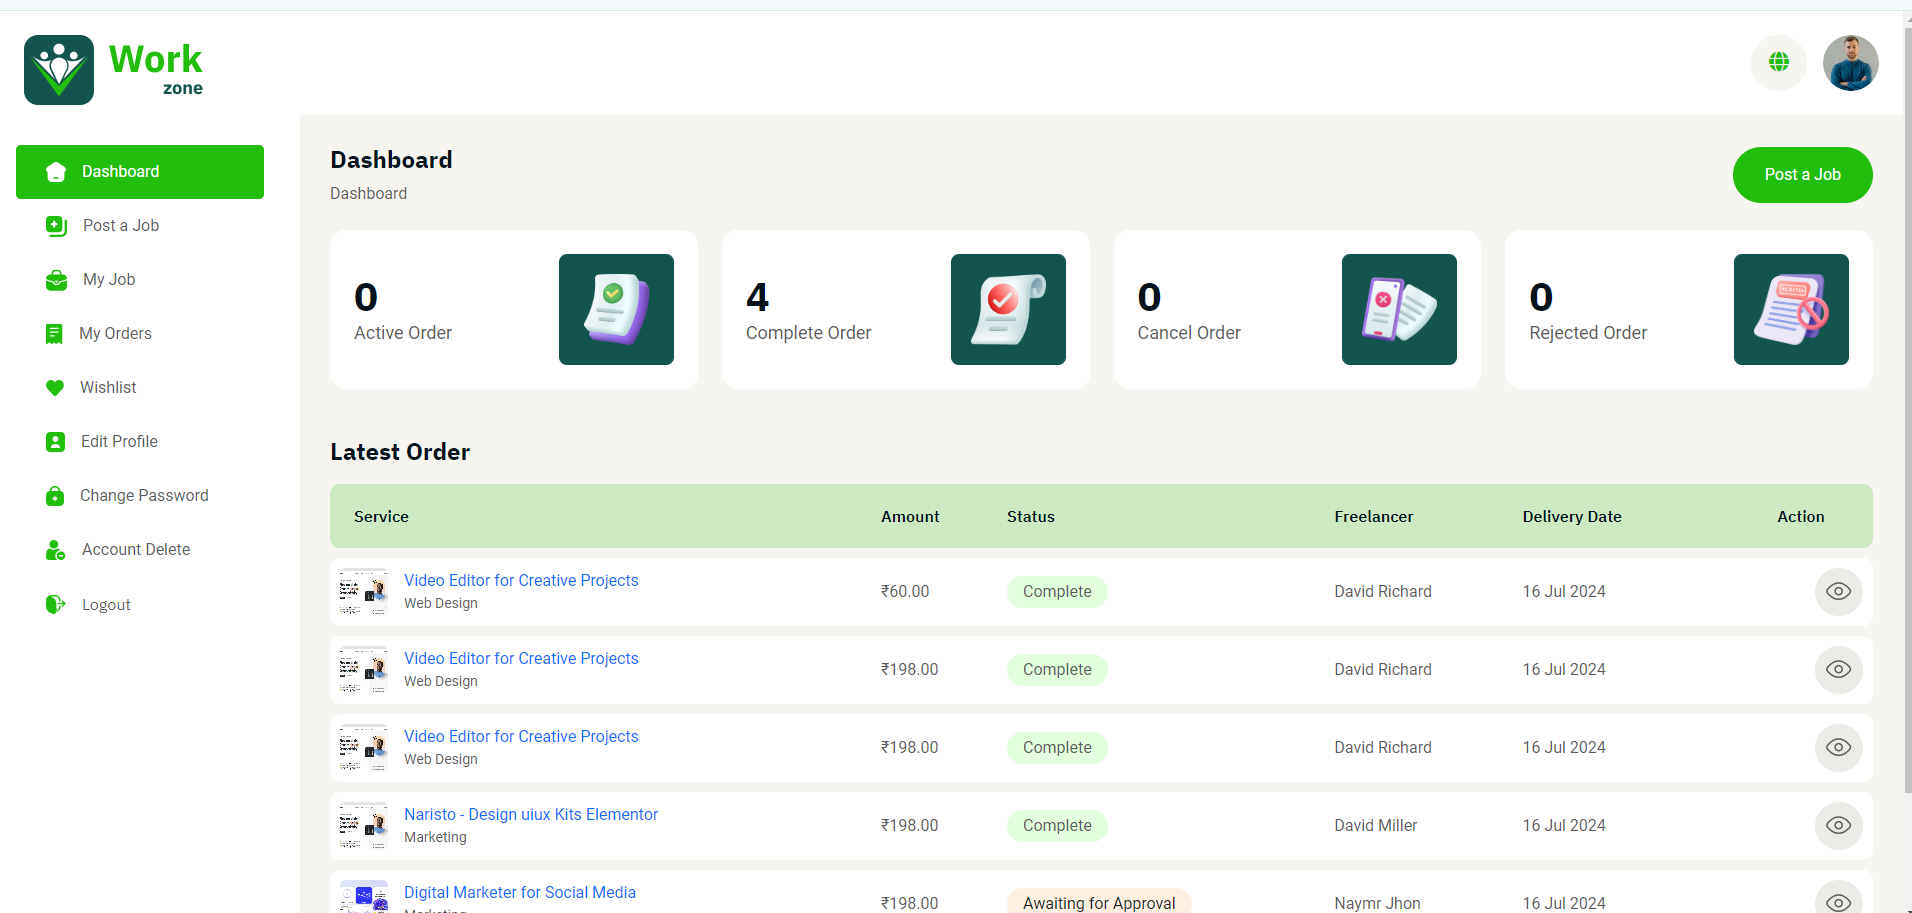 Work
zone
Dashboard
Post a Job
My Job
My Orders
Wishlist
Edit Profile
Change Password
Account Delete
Logout
Dashboard
Dashboard
Post a Job
0
Active Order
4
Complete Order
0
Cancel Order
0
Rejected Order
REJECTED
Latest Order
Service Amount Status Freelancer Delivery Date Action
Video Editor for Creative Projects
Web Design
₹60.00 Complete David Richard 16 Jul 2024
Video Editor for Creative Projects
Web Design
₹198.00 Complete David Richard 16 Jul 2024
Video Editor for Creative Projects
Web Design
₹198.00 Complete David Richard 16 Jul 2024
Naristo - Design uiux Kits Elementor
Marketing
₹198.00 Complete David Miller 16 Jul 2024
Digital Marketer for Social Media
Marketing
₹198.00 Awaiting for Approval Naymr Jhon 16 Jul 2024